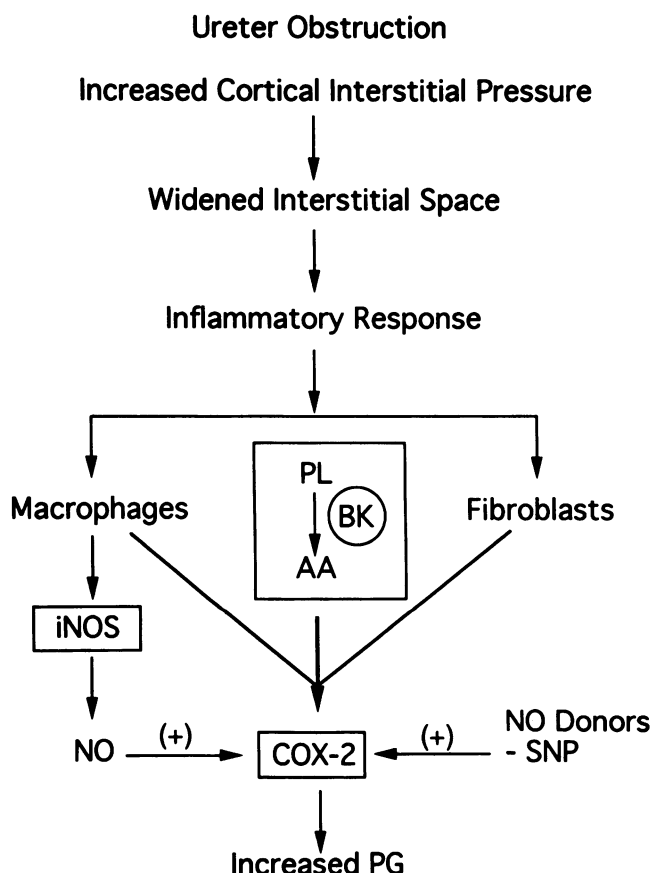 Ureter Obstruction
Increased Cortical Interstitial Pressure
Widened Interstitial Space
Inflammatory Response
PL
Macrophages
BK
Fibroblasts
AA
iNOS
NO Donors
NO
(+)
COX-2
(+)
- SNP
Increased PG